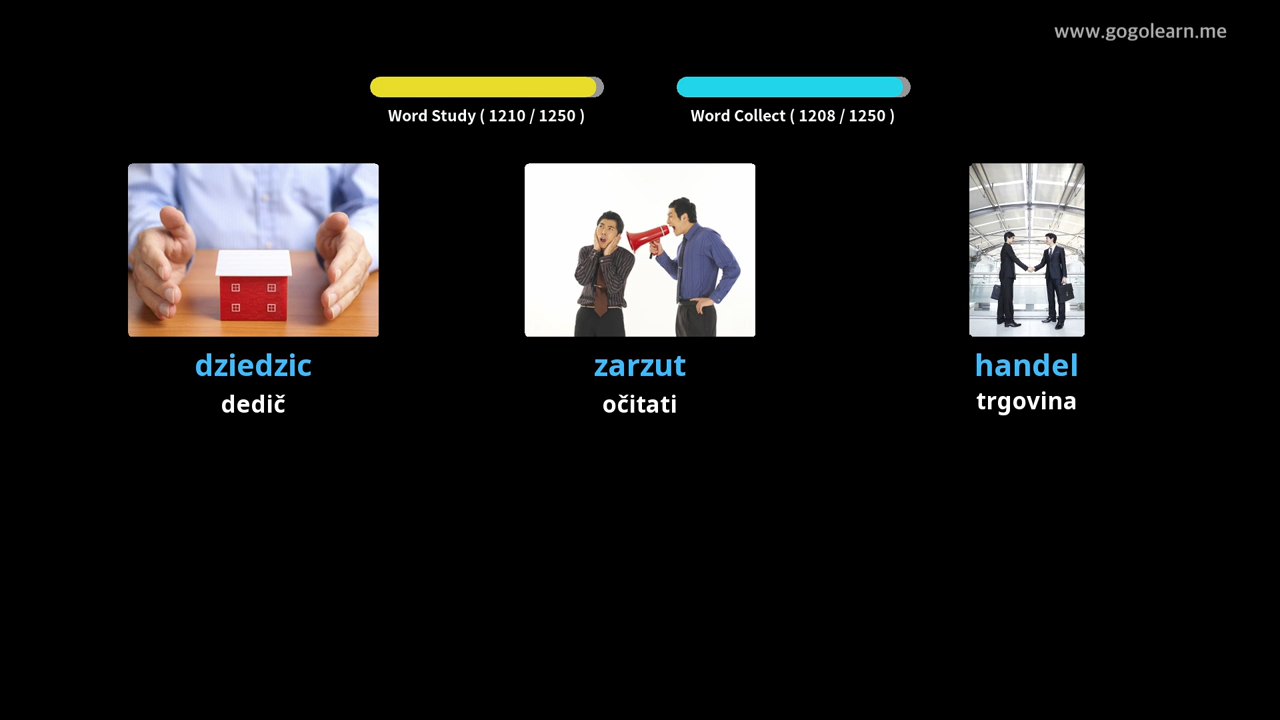 www.gogolearn.me
Word Study ( 1210 / 1250 )
Word Collect ( 1208 / 1250 )
dziedzic
dedič
zarzut
očitati
handel
trgovina